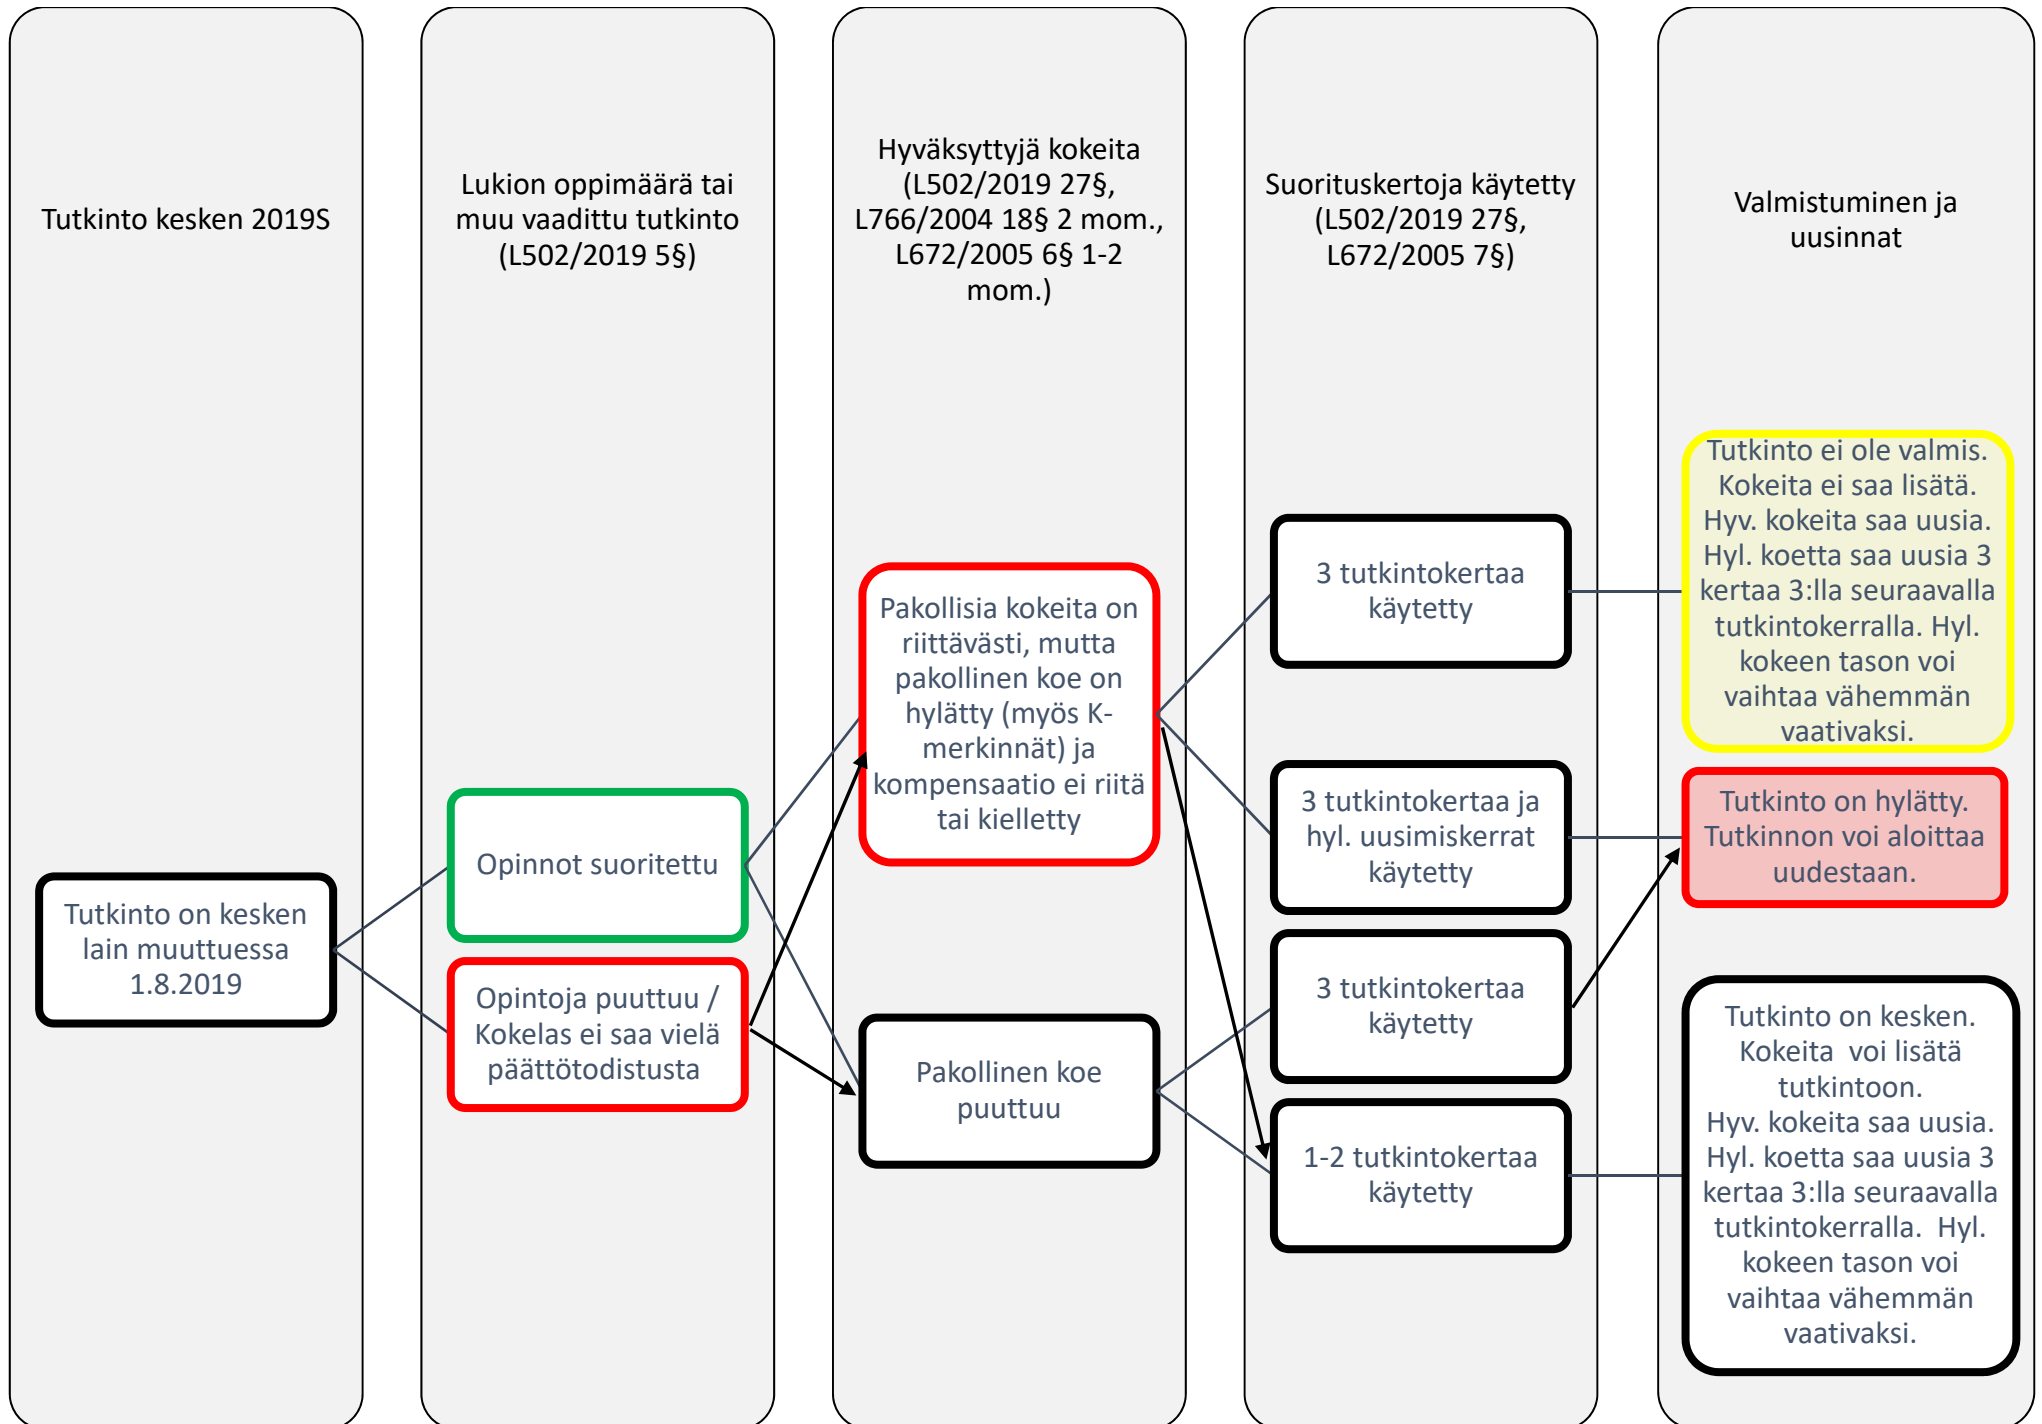 Tutkinto kesken 2019S
Lukion oppimäärä tai
muu vaadittu tutkinto
(L502/2019 5§)
Hyväksyttyjä kokeita
(L502/2019 27§,
L766/2004 18§ 2 mom.,
L672/2005 6§ 1-2
mom.)
Suorituskertoja käytetty
(L502/2019 27§,
L672/2005 7§)
Valmistuminen ja
uusinnat
Tutkinto on kesken
lain muuttuessa
1.8.2019
Opinnot suoritettu
Opintoja puuttuu /
Kokelas ei saa vielä
päättötodistusta
Pakollisia kokeita on
riittävästi, mutta
pakollinen koe on
hylätty (myös K-
merkinnät) ja
kompensaatio ei riitä
tai kielletty
Pakollinen koe
puuttuu
3 tutkintokertaa
käytetty
3 tutkintokertaa ja
hyl. uusimiskerrat
käytetty
3 tutkintokertaa
käytetty
1-2 tutkintokertaa
käytetty
Tutkinto ei ole valmis.
Kokeita ei saa lisätä.
Hyv. kokeita saa uusia.
Hyl. koetta saa uusia 3
kertaa 3:lla seuraavalla
tutkintokerralla. Hyl.
kokeen tason voi
vaihtaa vähemmän
vaativaksi.
Tutkinto on hylätty.
Tutkinnon voi aloittaa
uudestaan.
Tutkinto on kesken.
Kokeita  voi lisätä
tutkintoon.
Hyv. kokeita saa uusia.
Hyl. koetta saa uusia 3
kertaa 3:lla seuraavalla
tutkintokerralla.  Hyl.
kokeen tason voi
vaihtaa vähemmän
vaativaksi.